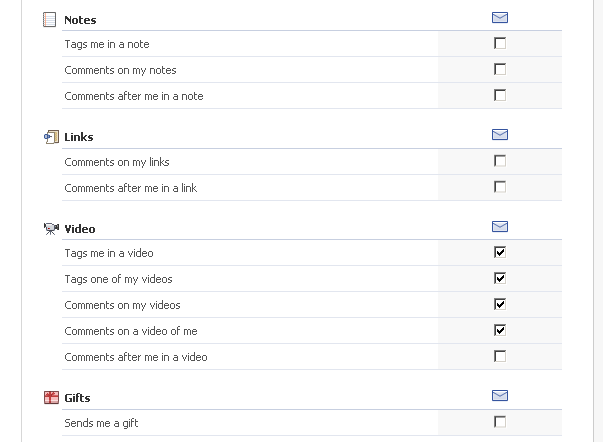 Notes
Tags me in a note
Comments on my notes
Comments after me in a note
Links
Comments on my links
Comments after me in a link
Video
Tags me in a video
Tags one of my videos
Comments on my videos
Comments on a video of me
Comments after me in a video
Gifts
Sends me a gift